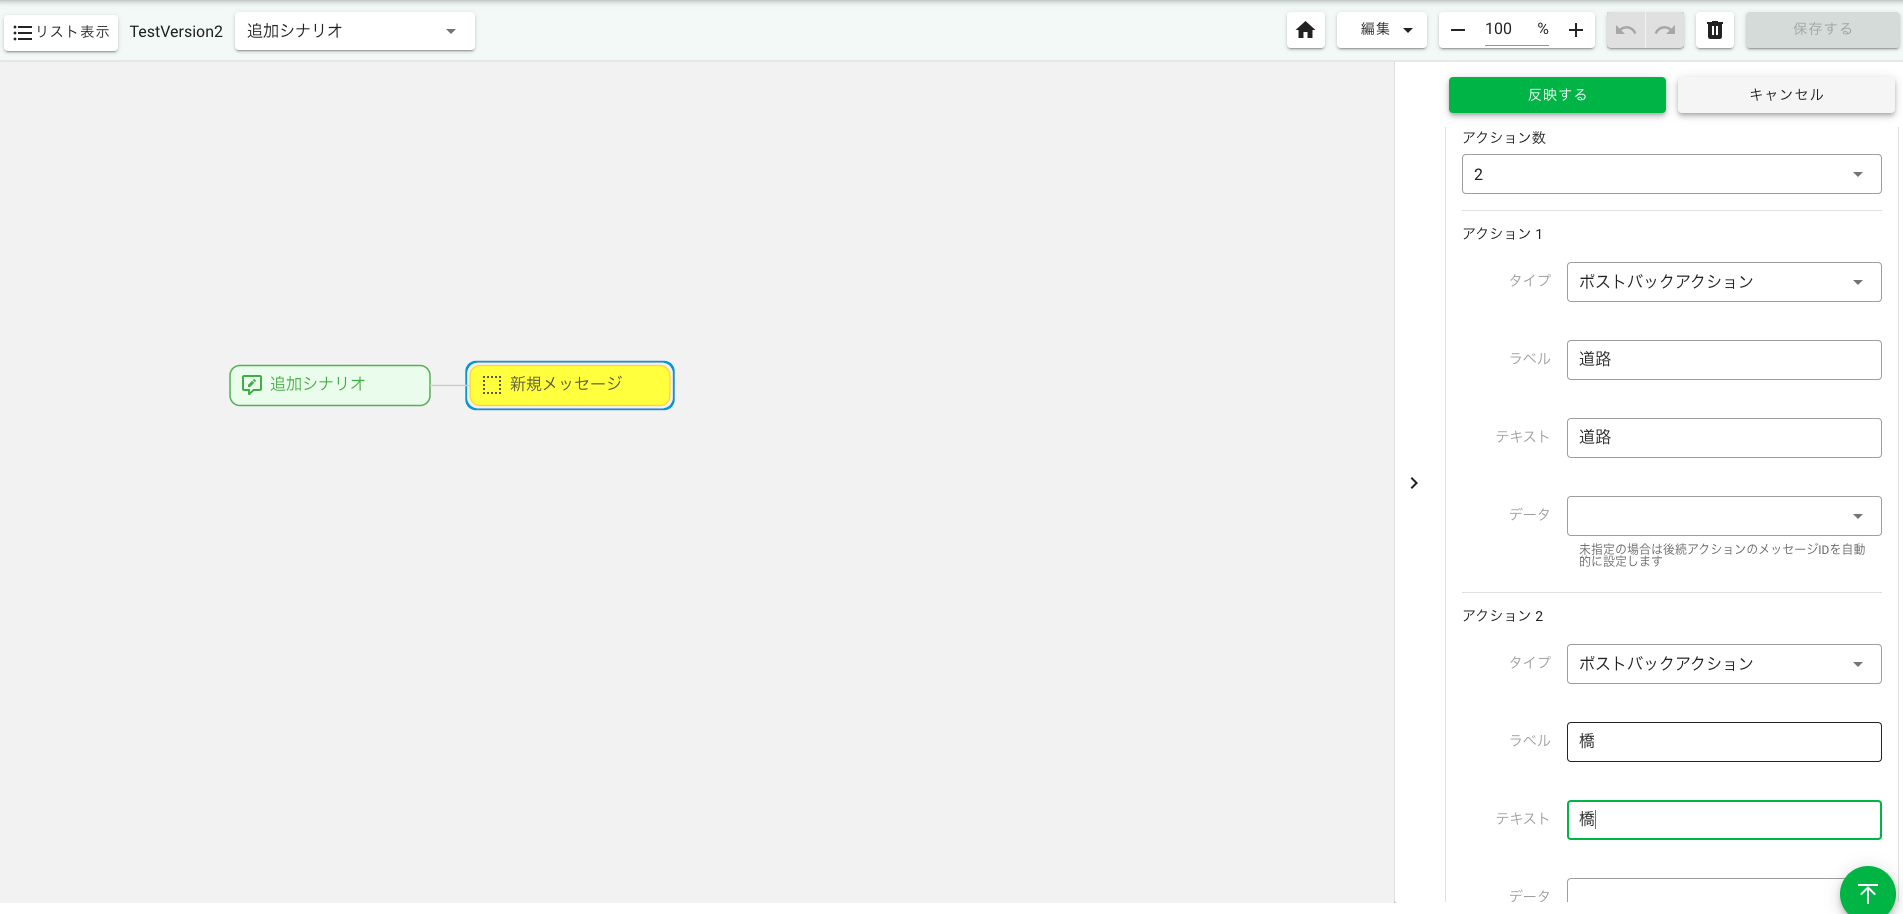 リスト表示 TestVersion2 追加シナリオ 編集 100 % 保存する
反映する キャンセル
アクション数
2
アクション 1
タイプ ポストバックアクション
ラベル 道路
テキスト 道路
データ
未指定の場合は後続アクションのメッセージIDを自動
的に設定します
アクション 2
タイプ ポストバックアクション
ラベル 橋
テキスト 橋
データ
追加シナリオ 新規メッセージ